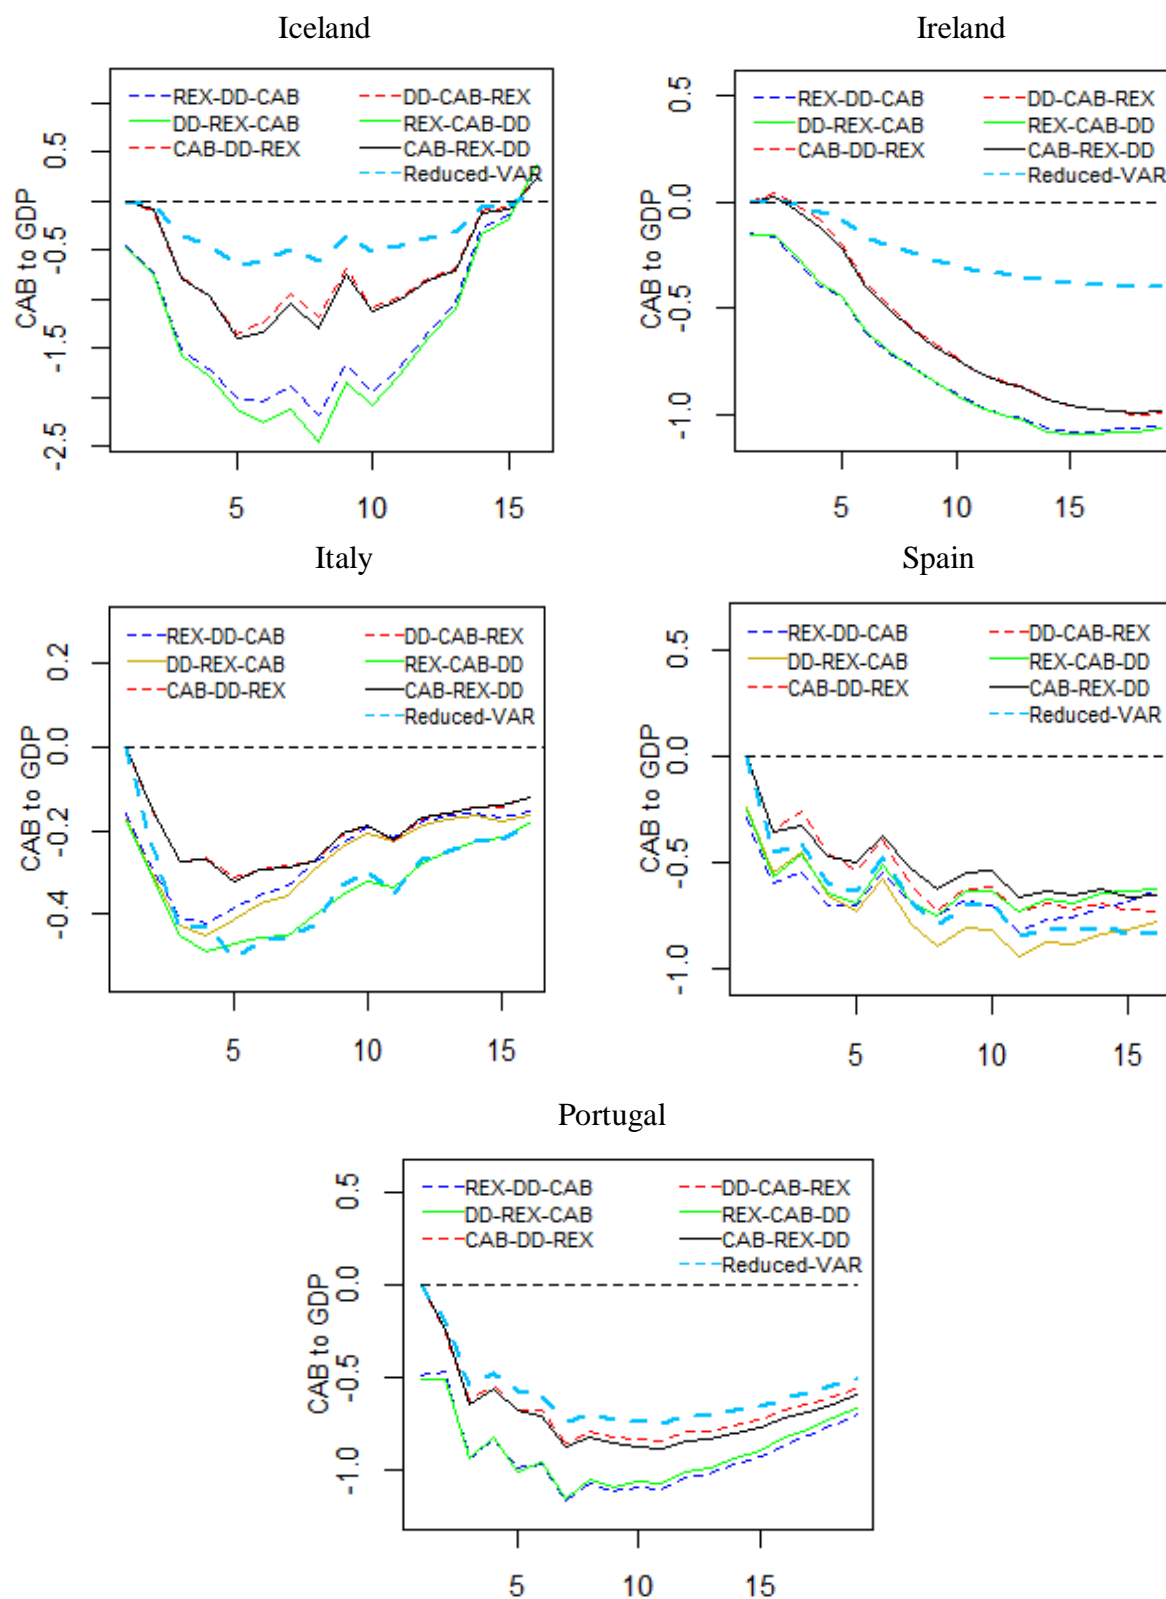 Iceland
REX-DD-CAB DD-CAB-REX
DD-REX-CAB REX-CAB-DD
CAB-DD-REX CAB-REX-DD
Reduced-VAR
CAB to GDP
0.5
-0.5
-1.5
-2.5
5 10 15
Ireland
REX-DD-CAB DD-CAB-REX
DD-REX-CAB REX-CAB-DD
CAB-DD-REX CAB-REX-DD
Reduced-VAR
CAB to GDP
0.5
0.0
-0.5
-1.0
5 10 15
Italy
REX-DD-CAB DD-CAB-REX
DD-REX-CAB REX-CAB-DD
CAB-DD-REX CAB-REX-DD
Reduced-VAR
CAB to GDP
0.2
0.0
-0.2
-0.4
5 10 15
Spain
REX-DD-CAB DD-CAB-REX
DD-REX-CAB REX-CAB-DD
CAB-DD-REX CAB-REX-DD
Reduced-VAR
CAB to GDP
0.5
0.0
-0.5
-1.0
5 10 15
Portugal
REX-DD-CAB DD-CAB-REX
DD-REX-CAB REX-CAB-DD
CAB-DD-REX CAB-REX-DD
Reduced-VAR
CAB to GDP
0.5
0.0
-0.5
-1.0
5 10 15